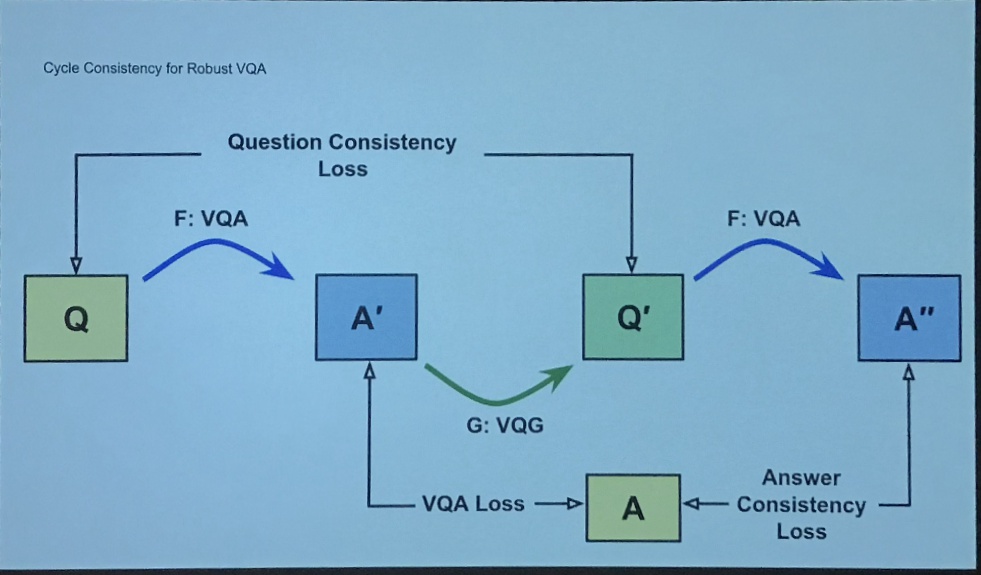 Cycle Consistency for Robust VQA
Question Consistency
Loss
F: VQA
F: VQA
Q
A′
Q′
A″
G: VQG
VQA Loss
A
Answer
Consistency
Loss